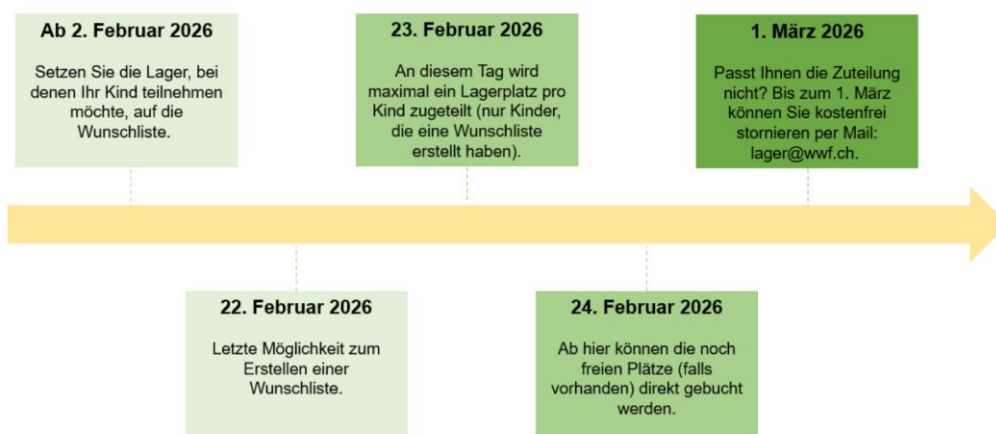 Ab 2. Februar 2026
Setzen Sie die Lager, bei
denen Ihr Kind teilnehmen
möchte, auf die
Wunschliste.
22. Februar 2026
Letzte Möglichkeit zum
Erstellen einer
Wunschliste.
23. Februar 2026
An diesem Tag wird
maximal ein Lagerplatz pro
Kind zugeteilt (nur Kinder,
die eine Wunschliste
erstellt haben).
24. Februar 2026
Ab hier können die noch
freien Plätze (falls
vorhanden) direkt gebucht
werden.
1. März 2026
Passt Ihnen die Zuteilung
nicht? Bis zum 1. März
können Sie kostenfrei
stornieren per Mail:
lager@wwf.ch.